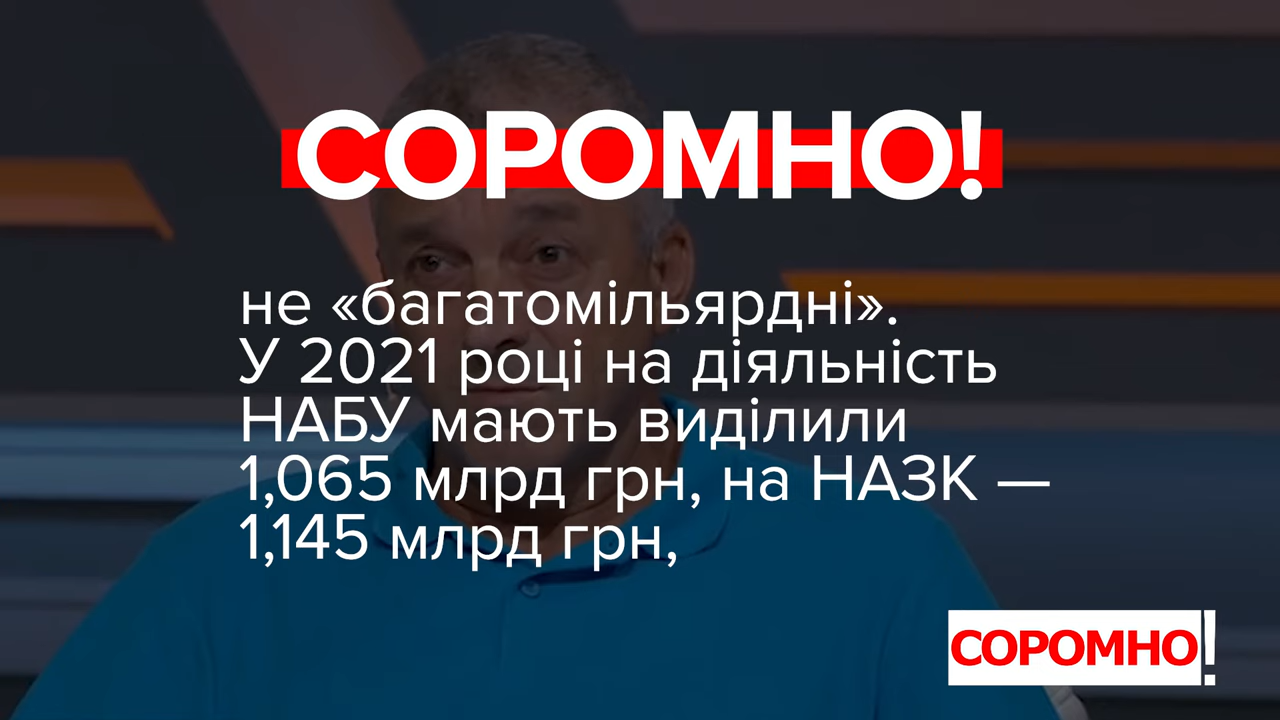 СОРОМНО!
не «багатомільярдні».
У 2021 році на діяльність
НАБУ мають виділили
1,065 млрд грн, на НАЗК —
1,145 млрд грн,
СОРОМНО!